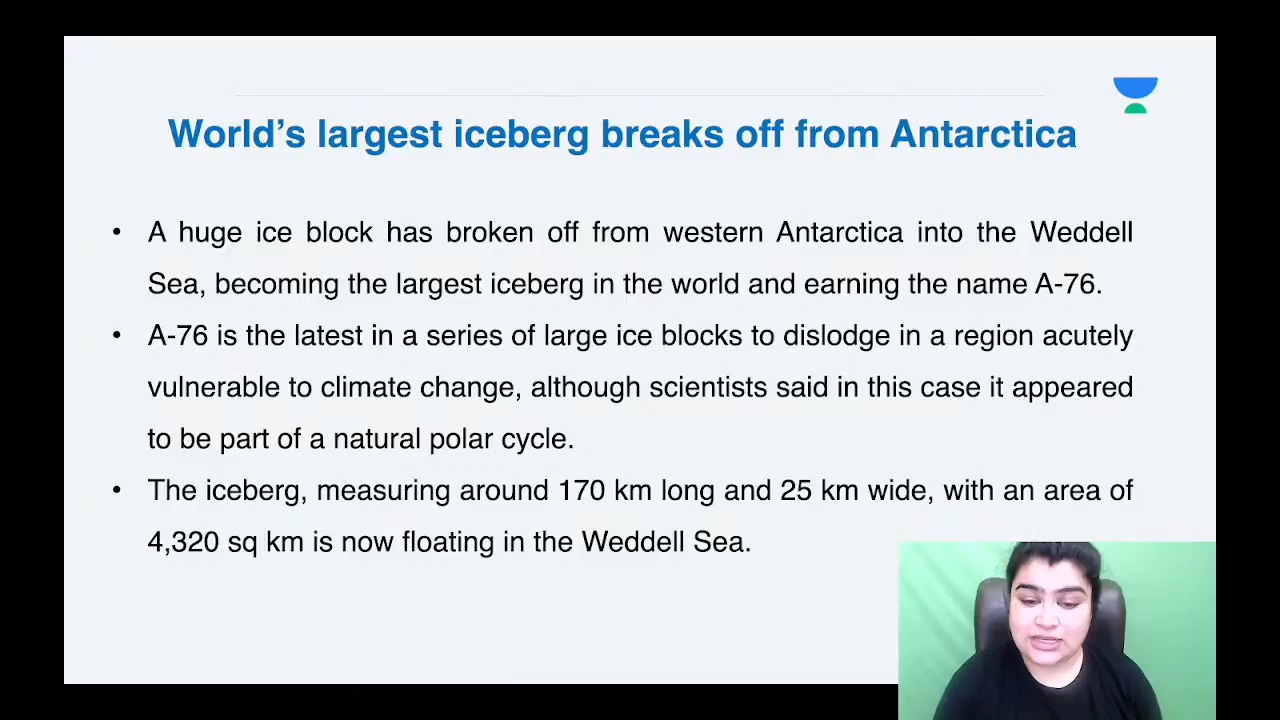 World’s largest iceberg breaks off from Antarctica
• A huge ice block has broken off from western Antarctica into the Weddell
Sea, becoming the largest iceberg in the world and earning the name A-76.
• A-76 is the latest in a series of large ice blocks to dislodge in a region acutely
vulnerable to climate change, although scientists said in this case it appeared
to be part of a natural polar cycle.
• The iceberg, measuring around 170 km long and 25 km wide, with an area of
4,320 sq km is now floating in the Weddell Sea.